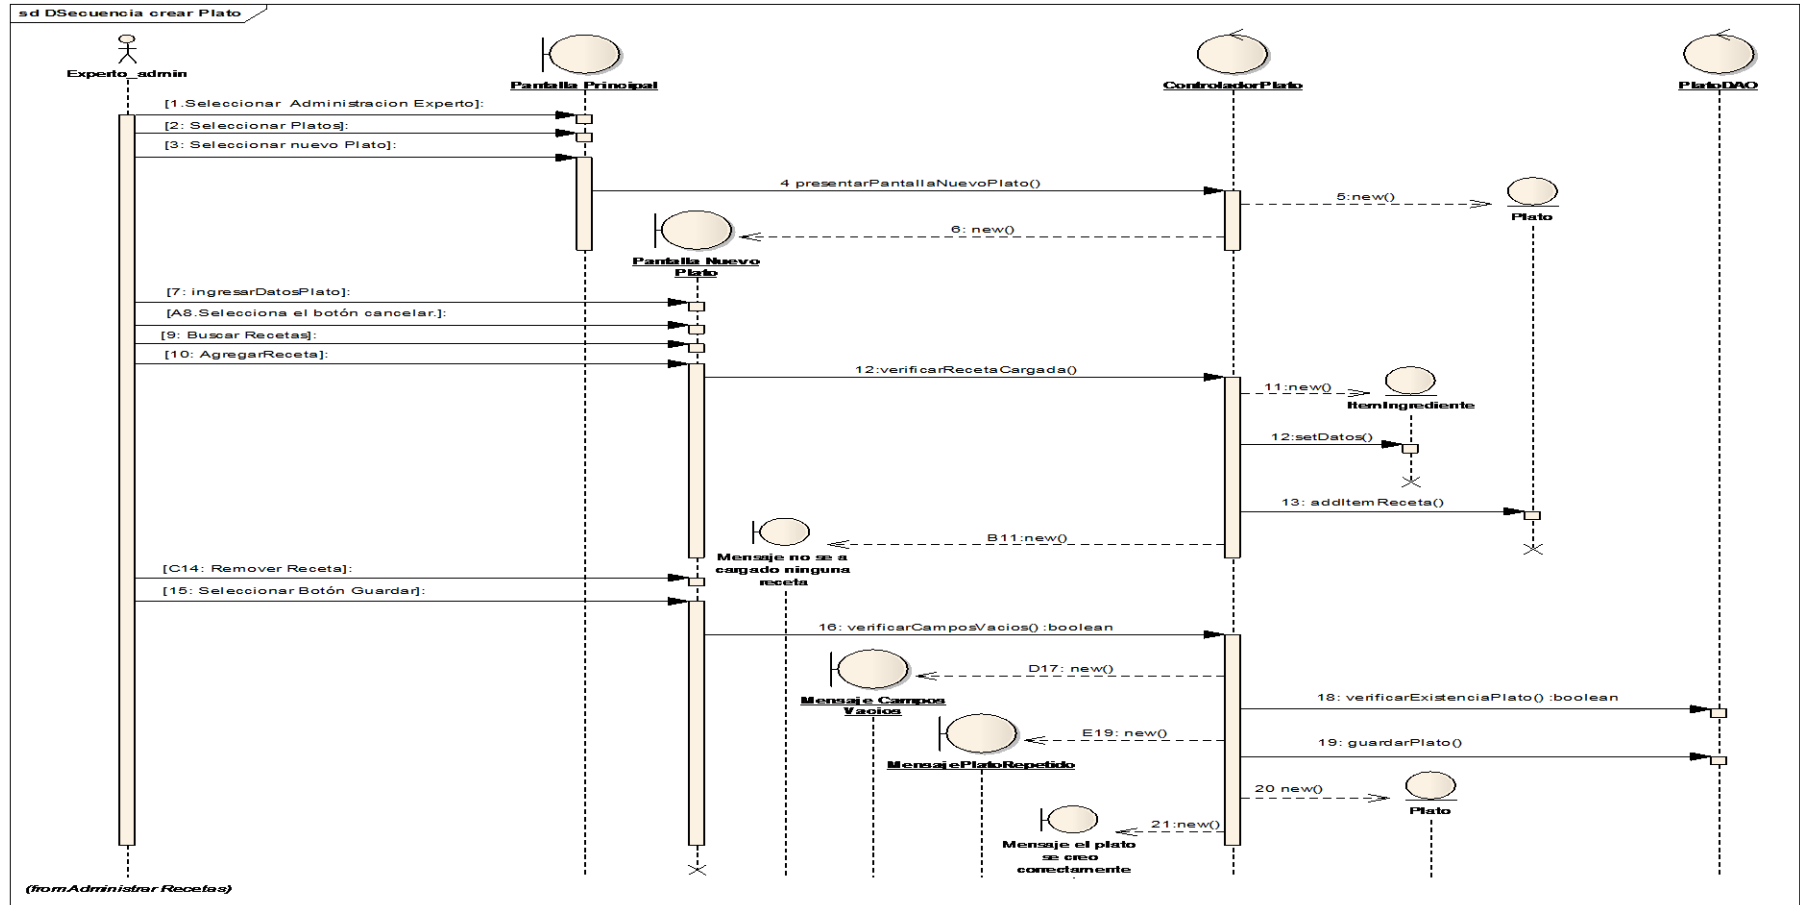 sd DSecuencia crear Plato
Experto_admin
Pantalla Principal
ControladorPlato
PlatoDAO
[1.Seleccionar Administracion Experto]:
[2: Seleccionar Platos]:
[3: Seleccionar nuevo Plato]:
4 presentarPantallaNuevoPlato()
5:new()
Plato
6: new()
Pantalla Nuevo
Plato
[7: ingresarDatosPlato]:
[A8.Selecciona el botón cancelar.]:
[9: Buscar Recetas]:
[10: AgregarReceta]:
12:verificarRecetaCargada()
11:new()
ItemIngrediente
12:setDatos()
13: addItemReceta()
B11:new()
Mensaje no se a
cargado ninguna
receta
[C14: Remover Receta]:
[15: Seleccionar Botón Guardar]:
16: verificarCamposVacios() :boolean
D17: new()
Mensaje Campos
Vacios
18: verificarExistenciaPlato() :boolean
E19: new()
MensajePlatoRepetido
19: guardarPlato()
20 new()
Plato
21:new()
Mensaje el plato
se creo
correctamente
(from Administrar Recetas)